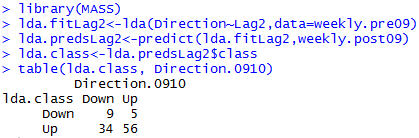 > library(MASS)
> lda.fitLag2<-lda(Direction~Lag2,data=weekly.pre09)
> lda.predsLag2<-predict(lda.fitLag2,weekly.post09)
> lda.class<-lda.predsLag2$class
> table(lda.class, Direction.0910)
         Direction.0910
lda.class Down Up
     Down    9  5
     Up     34 56